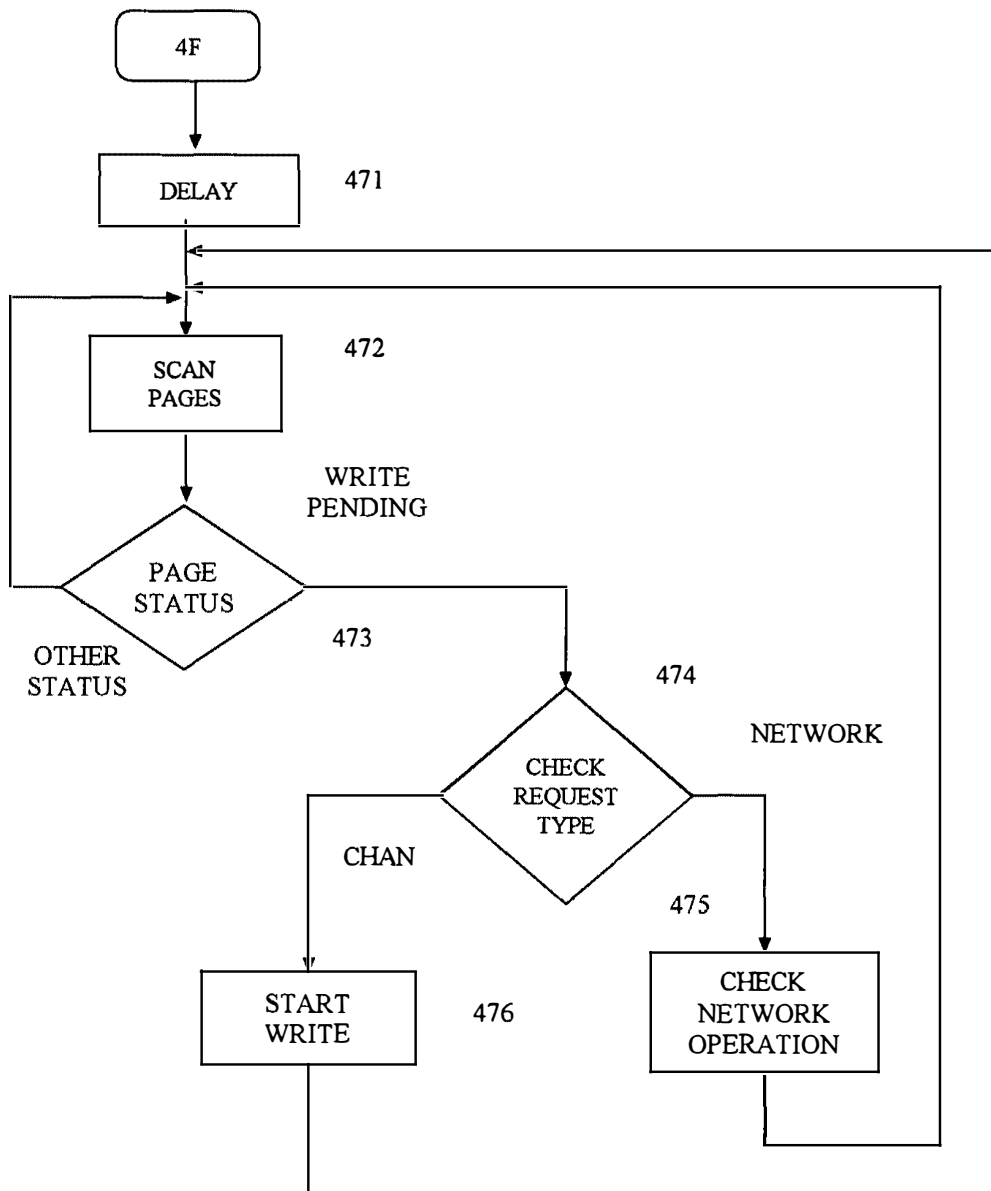 4F
DELAY
471
472
SCAN
PAGES
WRITE
PENDING
PAGE
STATUS
473
OTHER
STATUS
474
NETWORK
CHECK
REQUEST
TYPE
CHAN
475
START
WRITE
476
CHECK
NETWORK
OPERATION